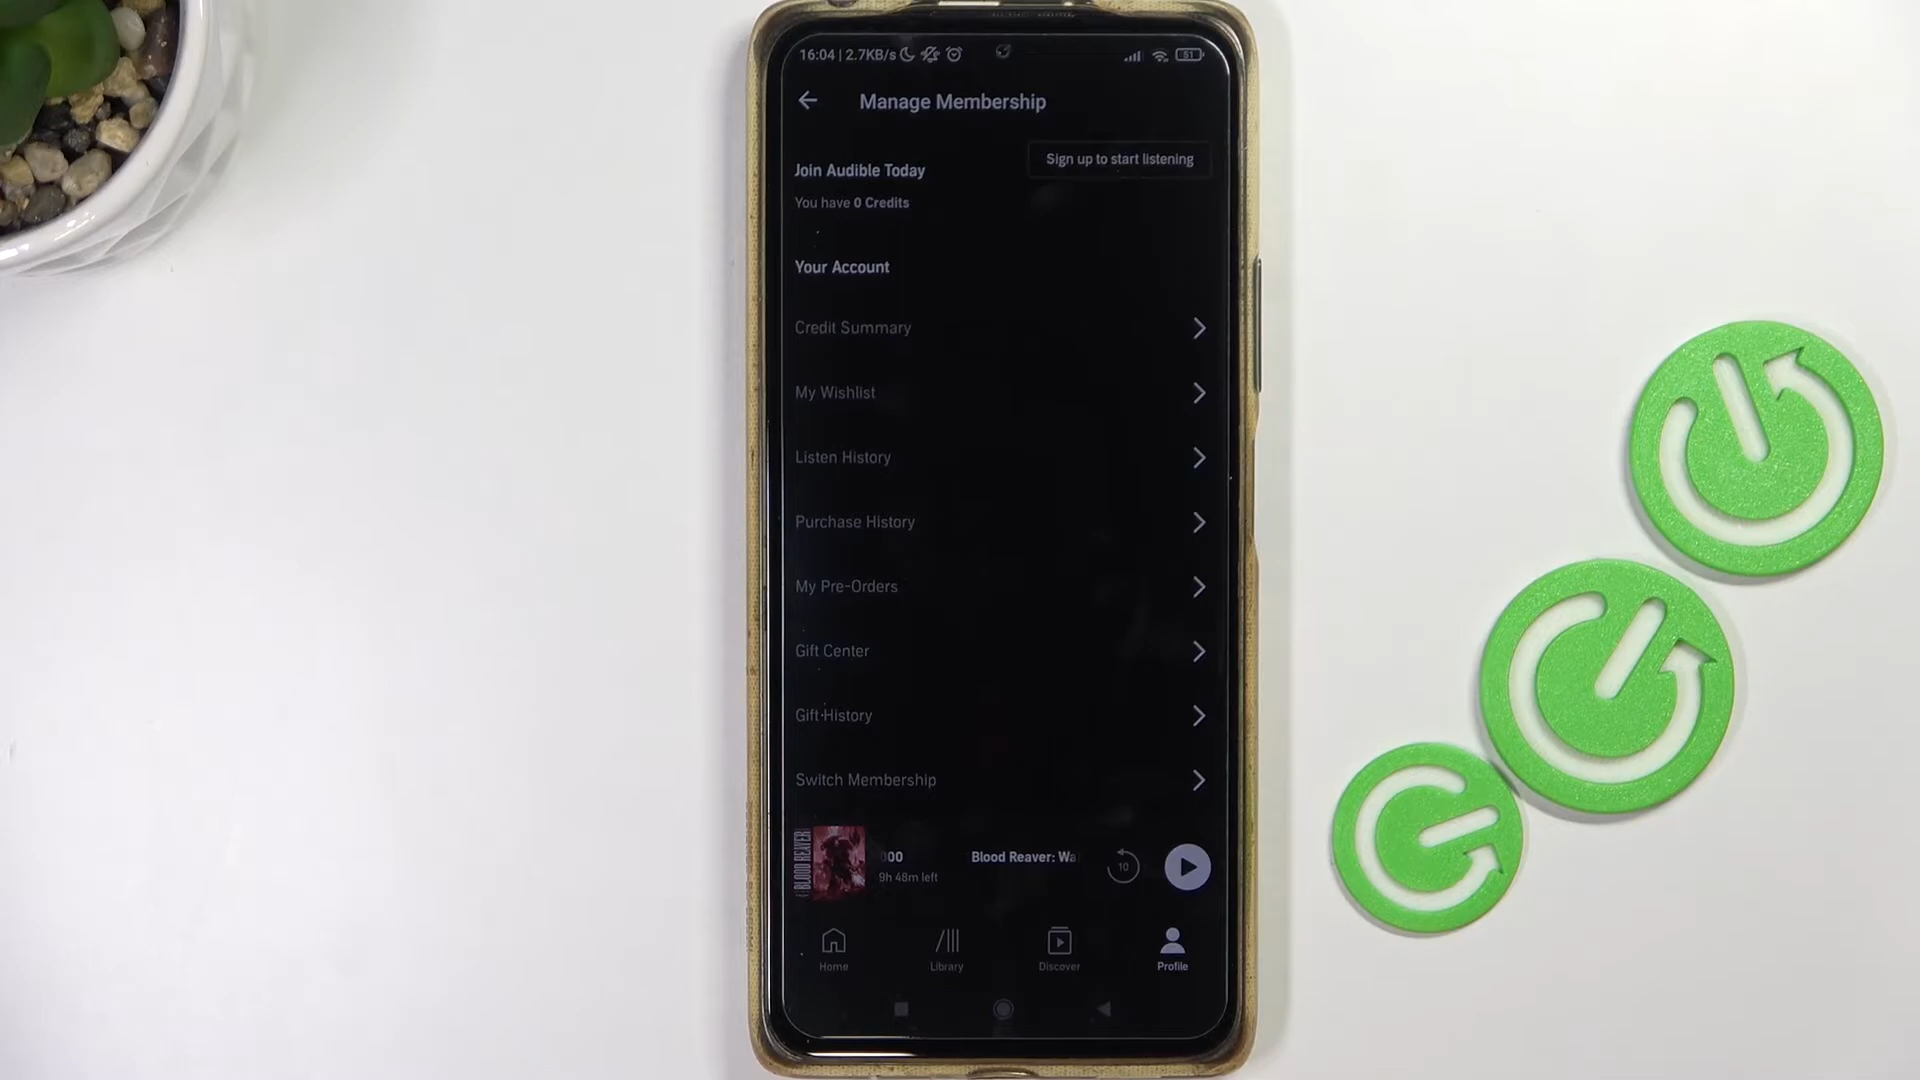 16:04 | 2.7KB/s
51
Manage Membership
Sign up to start listening
Join Audible Today
You have 0 Credits
Your Account
Credit Summary
My Wishlist
Listen History
Purchase History
My Pre-Orders
Gift Center
Gift History
Switch Membership
BLOOD REAVER
000 Blood Reaver: Wa
9h 48m left
10
Home
Library
Discover
Profile